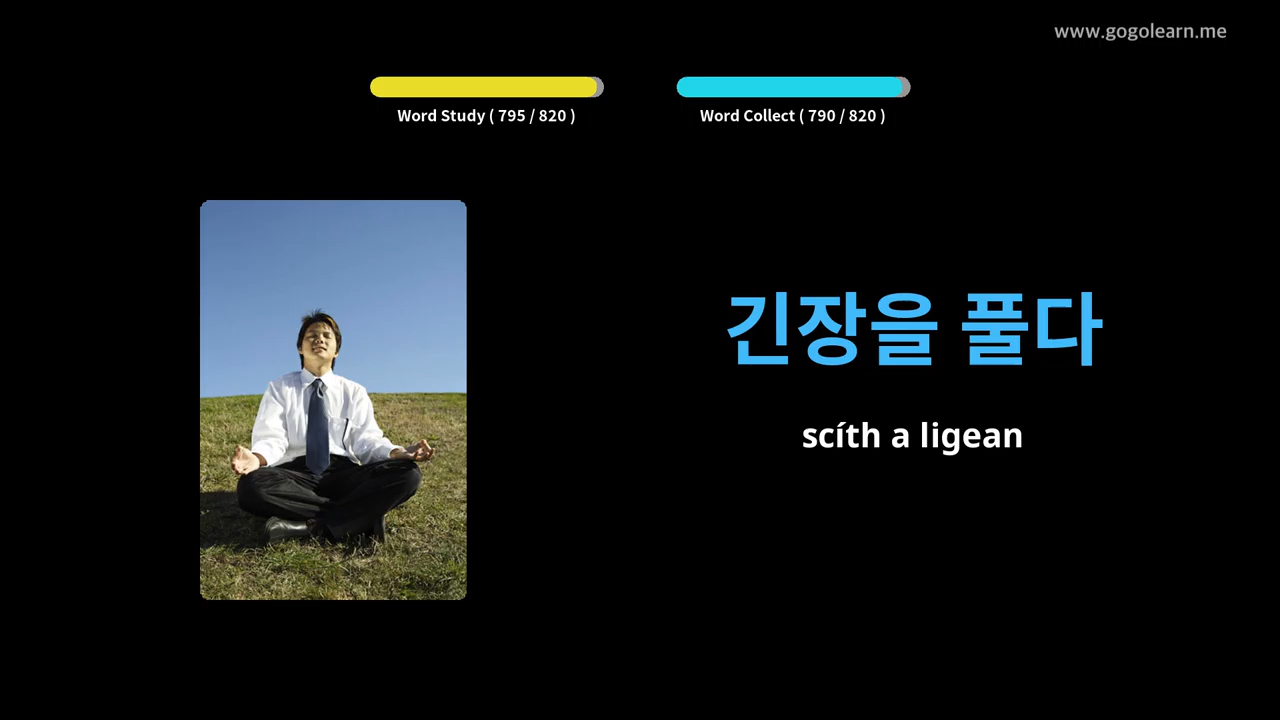 www.gogolearn.me
Word Study ( 795 / 820 )
Word Collect ( 790 / 820 )
긴장을 풀다
scíth a ligean